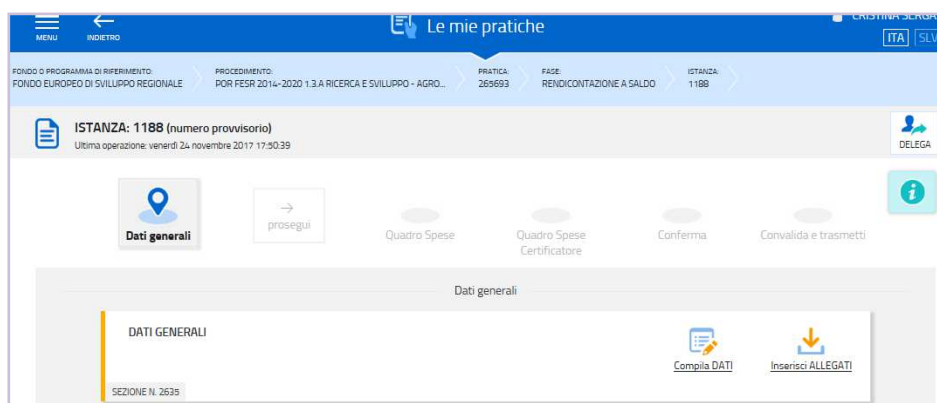 MENU
INDIETRO
Le mie pratiche
ITA
FONDO O PROGRAMMA DI RIFERIMENTO:
FONDO EUROPEO DI SVILUPPO REGIONALE
PROCEDIMENTO:
POR FESR 2014-2020 1.3.A RICERCA E SVILUPPO - AGRO...
PRATICA:
265693
FASE:
RENDICONTAZIONE A SALDO
ISTANZA:
1188
ISTANZA: 1188 (numero provvisorio)
Ultima operazione: venerdì 24 novembre 2017 17:50:39
DELEGA
Dati generali
prosegui
Quadro Spese
Quadro Spese
Certificatore
Conferma
Convalida e trasmetti
Dati generali
DATI GENERALI
Compila DATI
Inserisci ALLEGATI
SEZIONE N. 2635